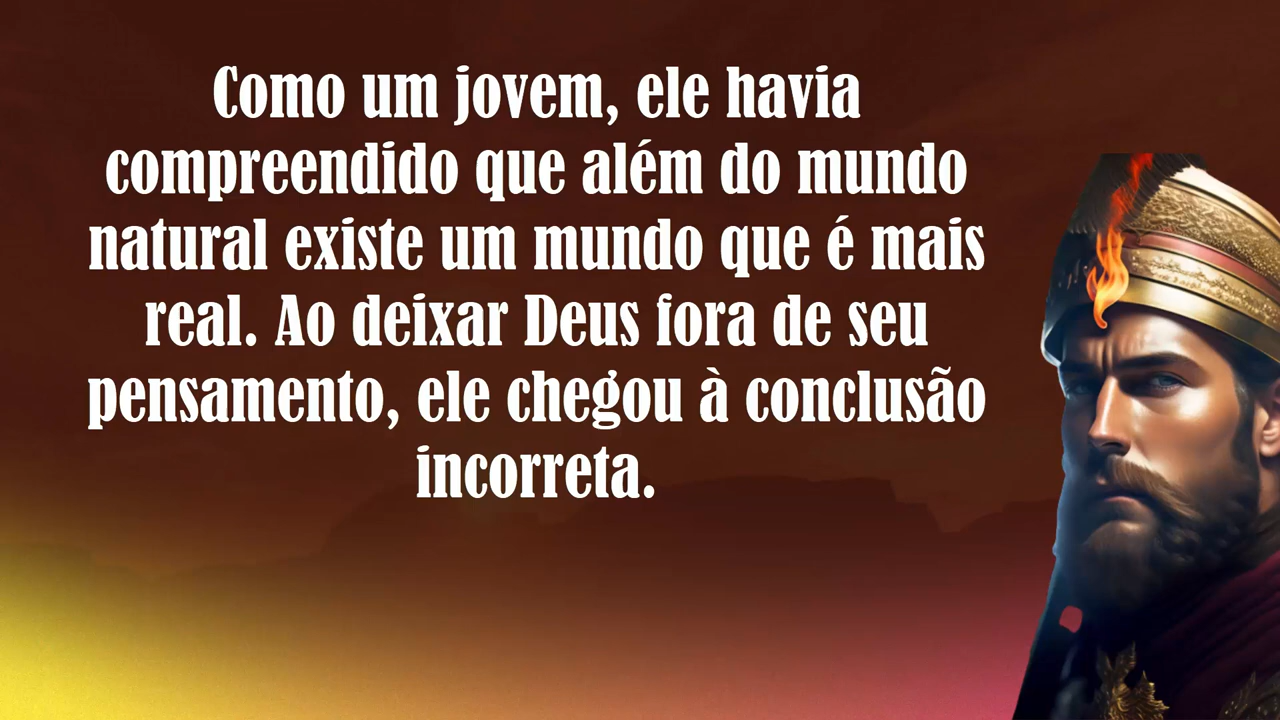 Como um jovem, ele havia
compreendido que além do mundo
natural existe um mundo que é mais
real. Ao deixar Deus fora de seu
pensamento, ele chegou à conclusão
incorreta.